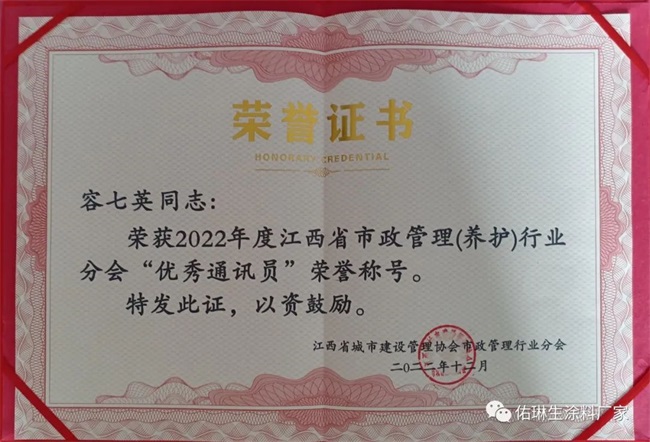 荣誉证书
HONORARY CREDENTIAL
容七英同志：
荣获2022年度江西省市政管理(养护)行业
分会“优秀通讯员”荣誉称号。
特发此证，以资鼓励。
江西省城市建设管理协会市政管理行业分会
二〇二二年十二月
佑琳生涂料厂家